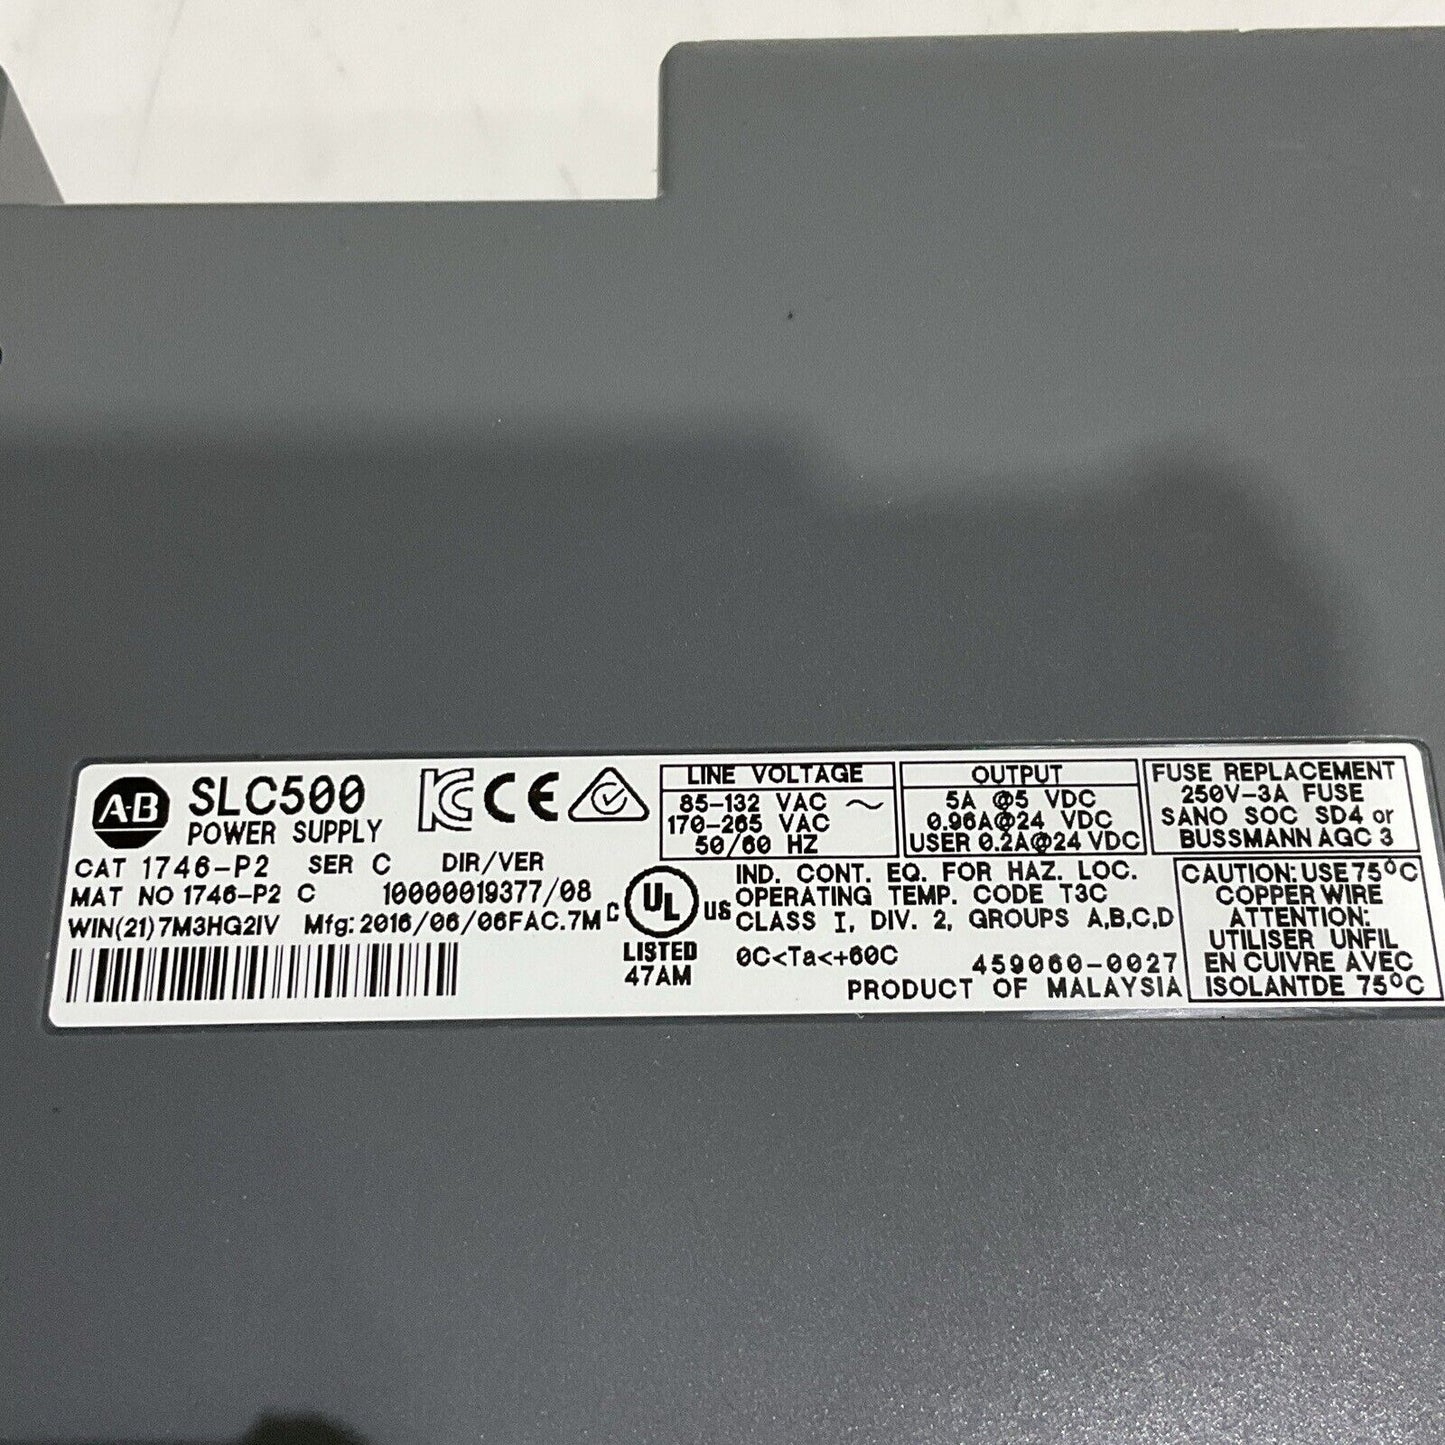 A-B SLC500
POWER SUPPLY
CAT 1746-P2 SER C DIR/VER
MAT NO 1746-P2 C 10000019377/08
WIN(21)7M3HG2IV Mfg: 2016/06/06FAC.7M
C UL US
LISTED
47AM
LINE VOLTAGE
85-132 VAC ~
170-265 VAC
50/60 HZ
OUTPUT
5A @5 VDC
0.96A@24 VDC
USER 0.2A@24 VDC
FUSE REPLACEMENT
250V-3A FUSE
SANO SOC SD4 or
BUSSMANN AGC 3
IND. CONT. EQ. FOR HAZ. LOC.
OPERATING TEMP. CODE T3C
CLASS I, DIV. 2, GROUPS A,B,C,D
0C<Ta<+60C
459060-0027
PRODUCT OF MALAYSIA
CAUTION: USE 75°C
COPPER WIRE
ATTENTION:
UTILISER UNFIL
EN CUIVRE AVEC
ISOLANTDE 75°C